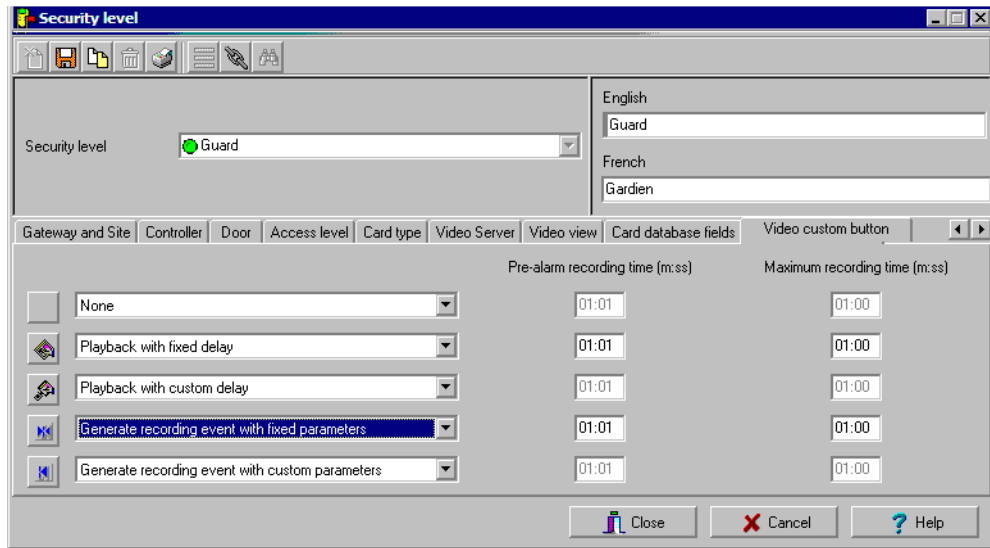 Security level
English
Guard
Security level Guard
French
Gardien
Gateway and Site Controller Door Access level Card type Video Server Video view Card database fields Video custom button
Pre-alarm recording time (m:ss) Maximum recording time (m:ss)
None 01:01 01:00
Playback with fixed delay 01:01 01:00
Playback with custom delay 01:01 01:00
Generate recording event with fixed parameters 01:01 01:00
Generate recording event with custom parameters 01:01 01:00
Close Cancel Help